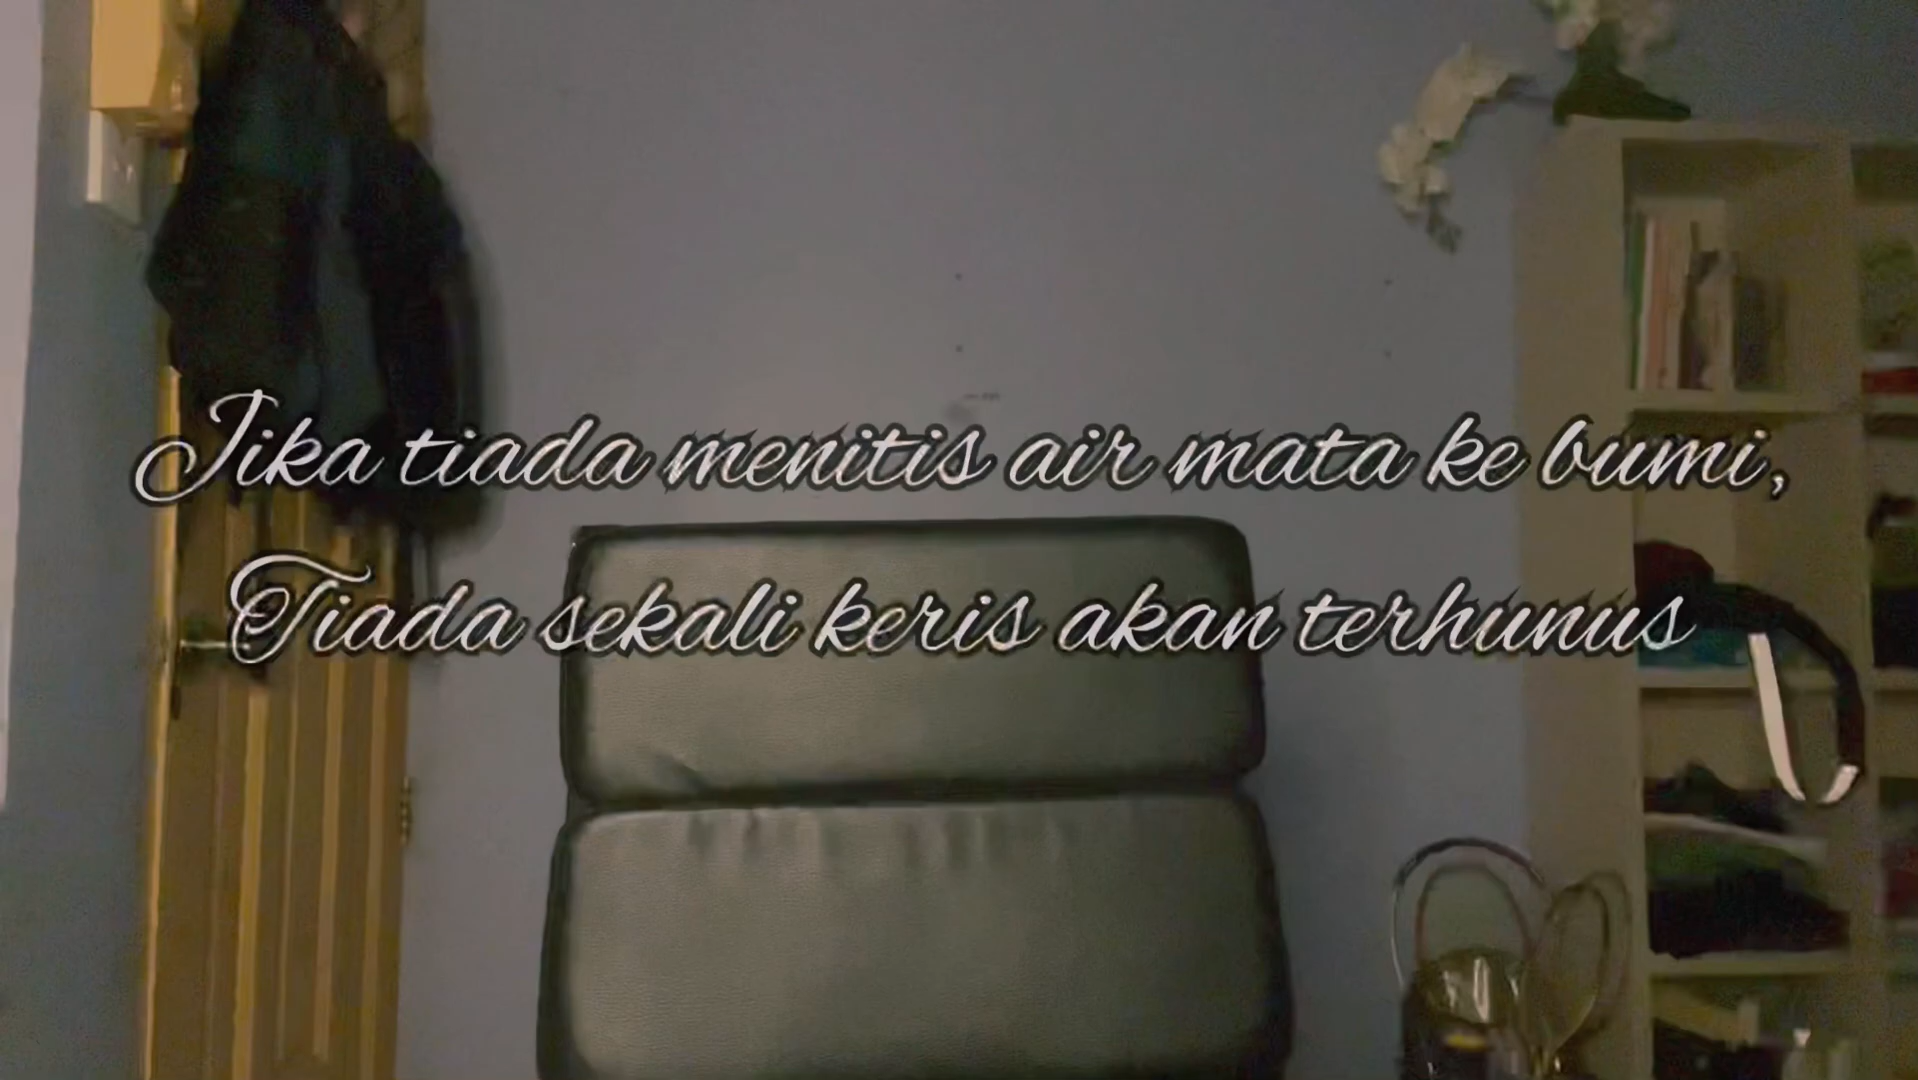 Jika tiada menitis air mata ke bumi,
Tiada sekali keris akan terhunus